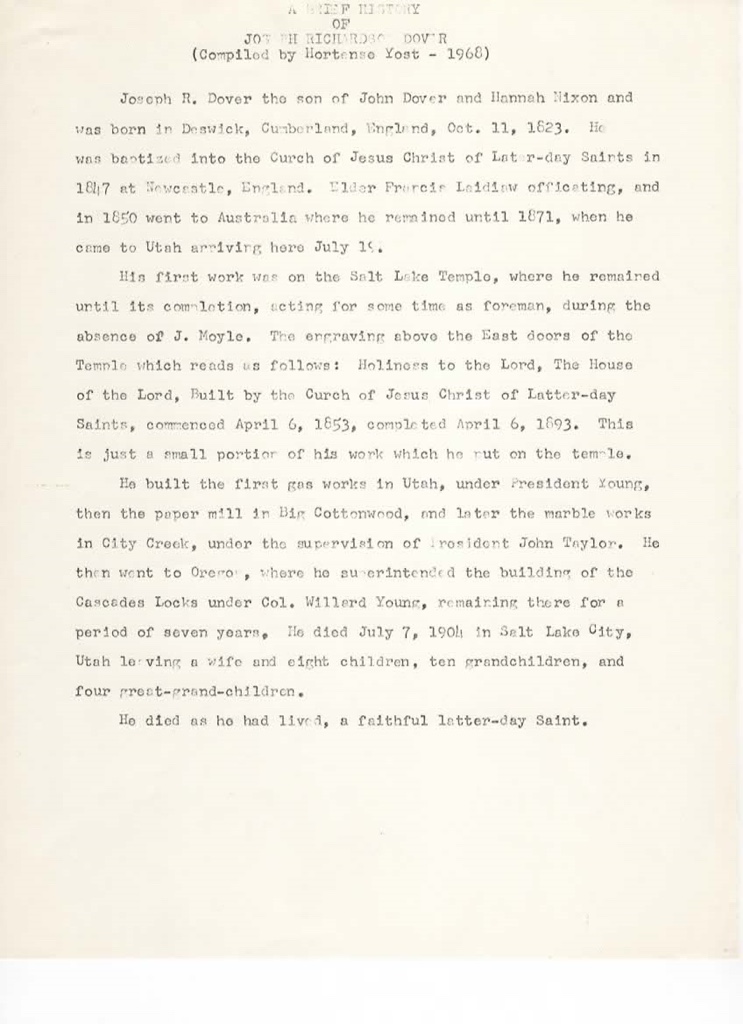 A BRIEF HISTORY
OF
JOSEPH RICHARDSON DOVER
(Compiled by Hortense Yost - 1968)
Joseph R. Dover the son of John Dover and Hannah Nixon and
was born in Deswick, Cumberland, England, Oct. 11, 1823. He
was baptized into the Curch of Jesus Christ of Later-day Saints in
1847 at Newcastle, England. Elder Francis Laidlaw officating, and
in 1850 went to Australia where he remained until 1871, when he
came to Utah arriving here July 19.
His first work was on the Salt Lake Temple, where he remained
until its completion, acting for some time as foreman, during the
absence of J. Moyle. The engraving above the East doors of the
Temple which reads as follows: Holiness to the Lord, The House
of the Lord, Built by the Curch of Jesus Christ of Latter-day
Saints, commenced April 6, 1853, completed April 6, 1893. This
is just a small portion of his work which he put on the temple.
He built the first gas works in Utah, under President Young,
then the paper mill in Big Cottonwood, and later the marble works
in City Creek, under the supervision of President John Taylor. He
then went to Oregon, where he superintended the building of the
Cascades Locks under Col. Willard Young, remaining there for a
period of seven years. He died July 7, 1904 in Salt Lake City,
Utah leaving a wife and eight children, ten grandchildren, and
four great-grand-children.
He died as he had lived, a faithful latter-day Saint.